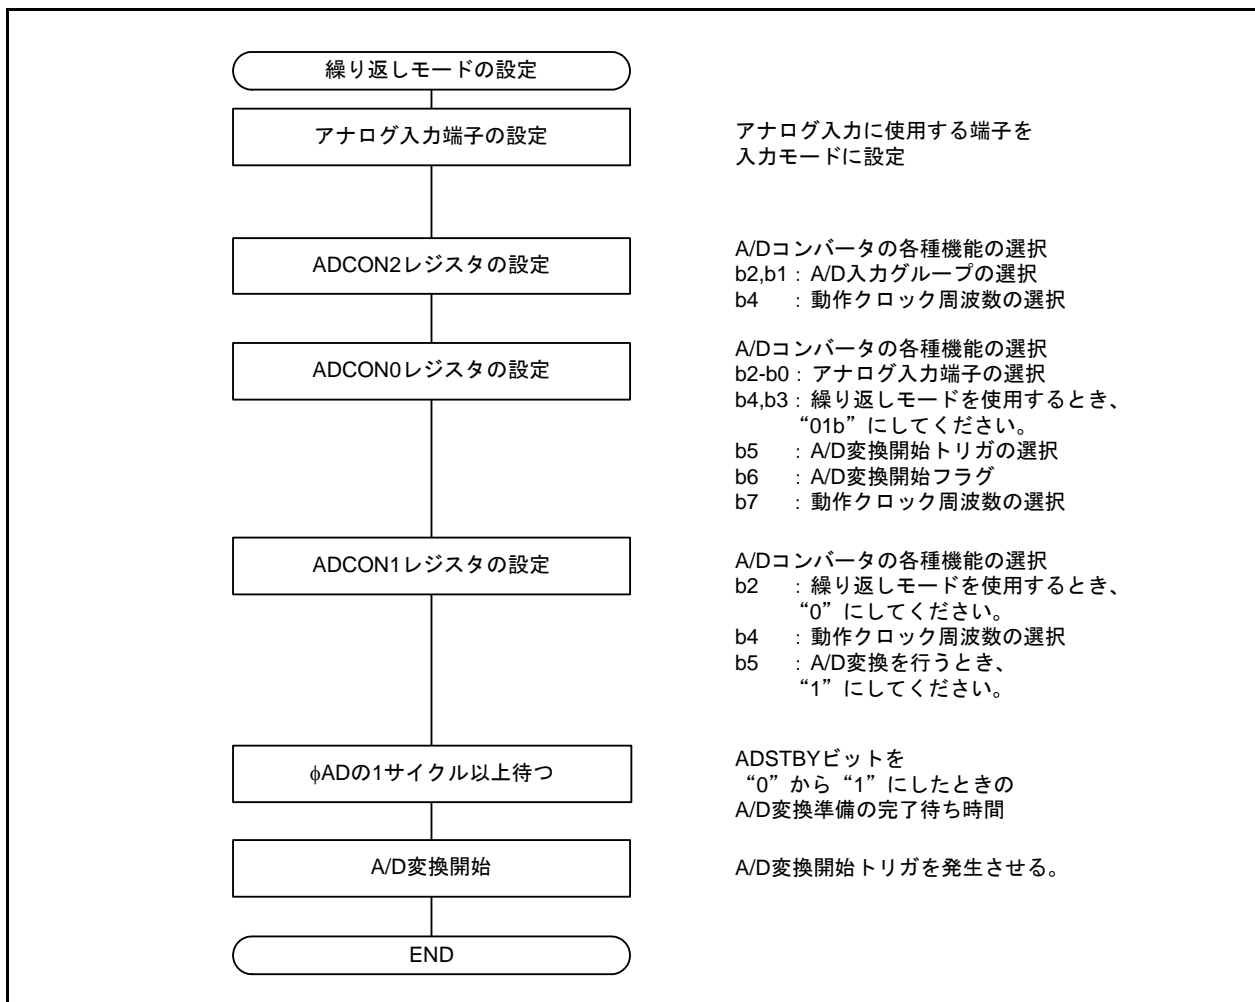 繰り返しモードの設定
アナログ入力端子の設定
アナログ入力に使用する端子を
入力モードに設定
ADCON2レジスタの設定
A/Dコンバータの各種機能の選択
b2,b1：A/D入力グループの選択
b4　：動作クロック周波数の選択
ADCON0レジスタの設定
A/Dコンバータの各種機能の選択
b2-b0：アナログ入力端子の選択
b4,b3：繰り返しモードを使用するとき、
“01b”にしてください。
b5　：A/D変換開始トリガの選択
b6　：A/D変換開始フラグ
b7　：動作クロック周波数の選択
ADCON1レジスタの設定
A/Dコンバータの各種機能の選択
b2　：繰り返しモードを使用するとき、
“0”にしてください。
b4　：動作クロック周波数の選択
b5　：A/D変換を行うとき、
“1”にしてください。
φADの1サイクル以上待つ
ADSTBYビットを
“0”から“1”にしたときの
A/D変換準備の完了待ち時間
A/D変換開始
A/D変換開始トリガを発生させる。
END